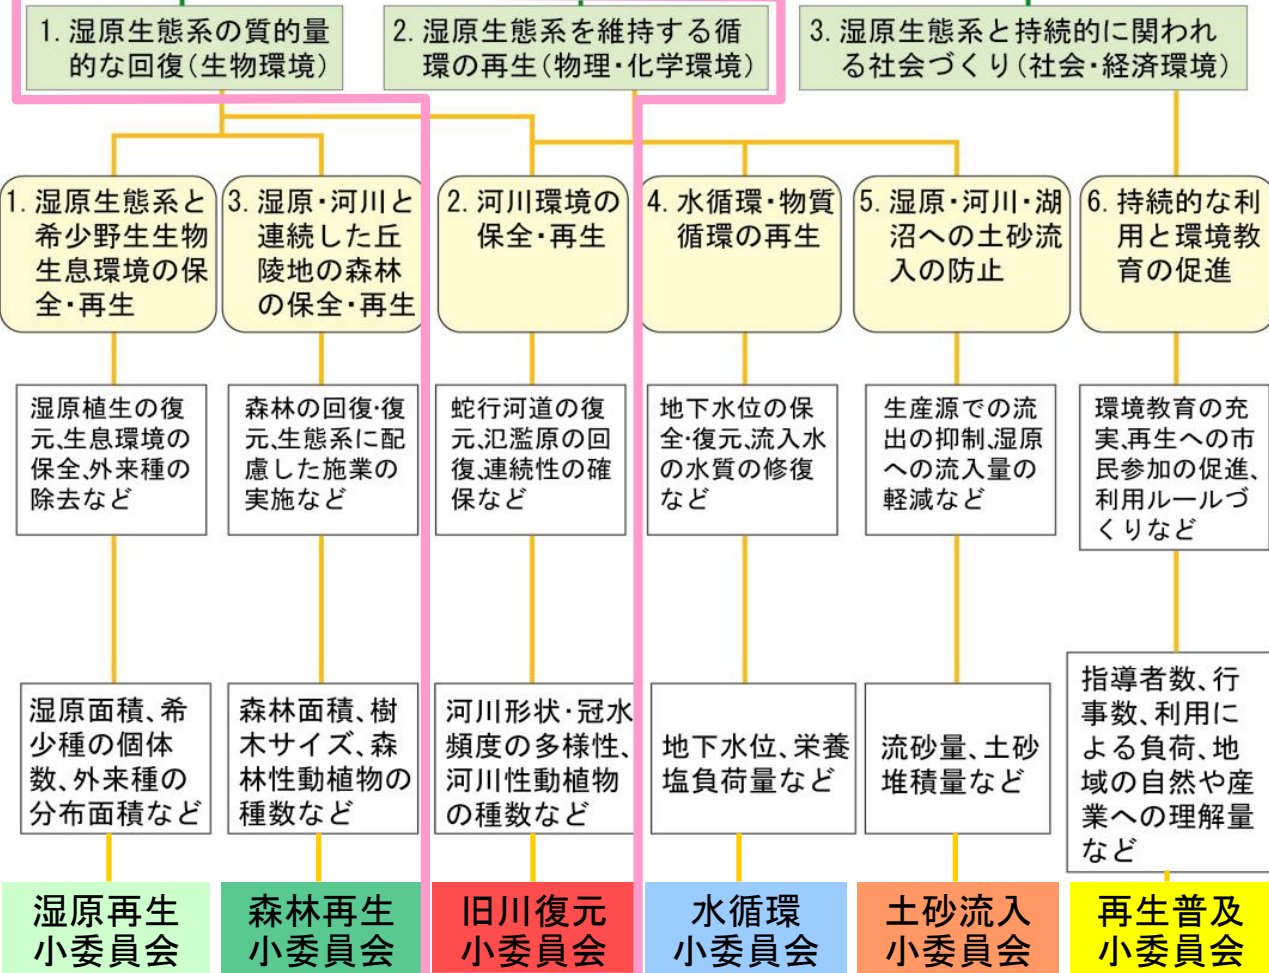 1. 湿原生態系の質的量
的な回復(生物環境)
2. 湿原生態系を維持する循
環の再生(物理・化学環境)
3. 湿原生態系と持続的に関われ
る社会づくり(社会・経済環境)
1. 湿原生態系と
希少野生生物
生息環境の保
全・再生
3. 湿原・河川と
連続した丘
陵地の森林
の保全・再生
2. 河川環境の
保全・再生
4. 水循環・物質
循環の再生
5. 湿原・河川・湖
沼への土砂流
入の防止
6. 持続的な利
用と環境教
育の促進
湿原植生の復
元、生息環境の
保全、外来種の
除去など
森林の回復・復
元、生態系に配
慮した施業の
実施など
蛇行河道の復
元、氾濫原の回
復、連続性の確
保など
地下水位の保
全・復元、流入水
の水質の修復
など
生産源での流
出の抑制、湿原
への流入量の
軽減など
環境教育の充
実、再生への市
民参加の促進、
利用ルールづ
くりなど
湿原面積、希
少種の個体
数、外来種の
分布面積など
森林面積、樹
木サイズ、森
林性動植物の
種数など
河川形状・冠水
頻度の多様性、
河川性動植物
の種数など
地下水位、栄養
塩負荷量など
流砂量、土砂
堆積量など
指導者数、行
事数、利用に
よる負荷、地
域の自然や産
業への理解量
など
湿原再生
小委員会
森林再生
小委員会
旧川復元
小委員会
水循環
小委員会
土砂流入
小委員会
再生普及
小委員会